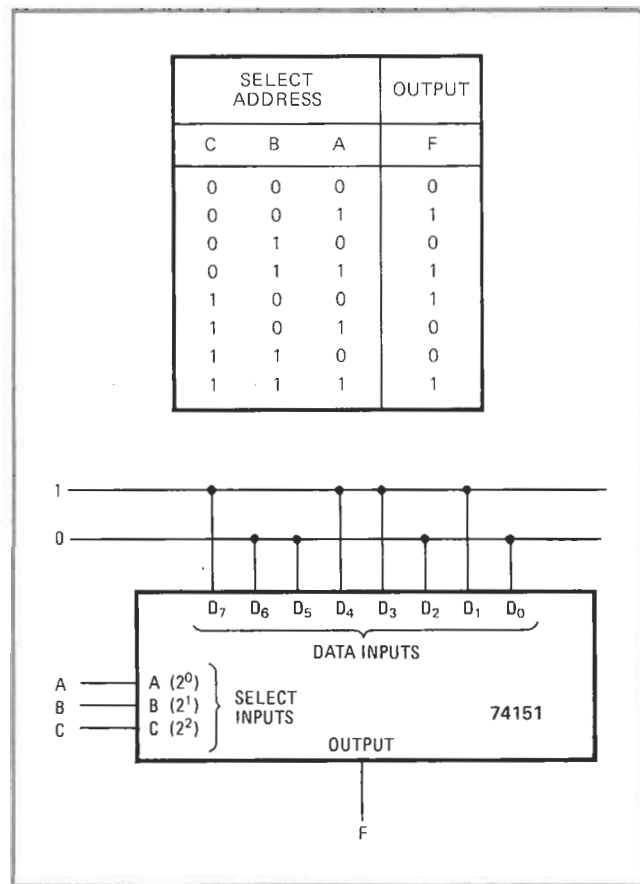 SELECT ADDRESS OUTPUT
C B A F
0 0 0 0
0 0 1 1
0 1 0 0
0 1 1 1
1 0 0 1
1 0 1 0
1 1 0 0
1 1 1 1
1
0
D7 D6 D5 D4 D3 D2 D1 D0
DATA INPUTS
A A (2⁰)
B B (2¹)
C C (2²)
SELECT
INPUTS
74151
OUTPUT
F